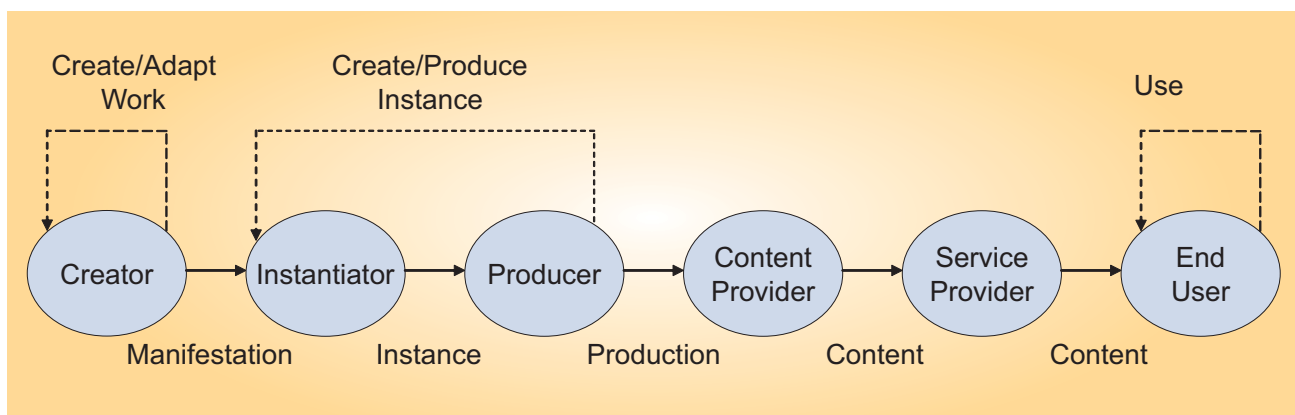 Create/Adapt
Work
Create/Produce
Instance
Use
Creator
Instantiator
Producer
Content
Provider
Service
Provider
End
User
Manifestation
Instance
Production
Content
Content